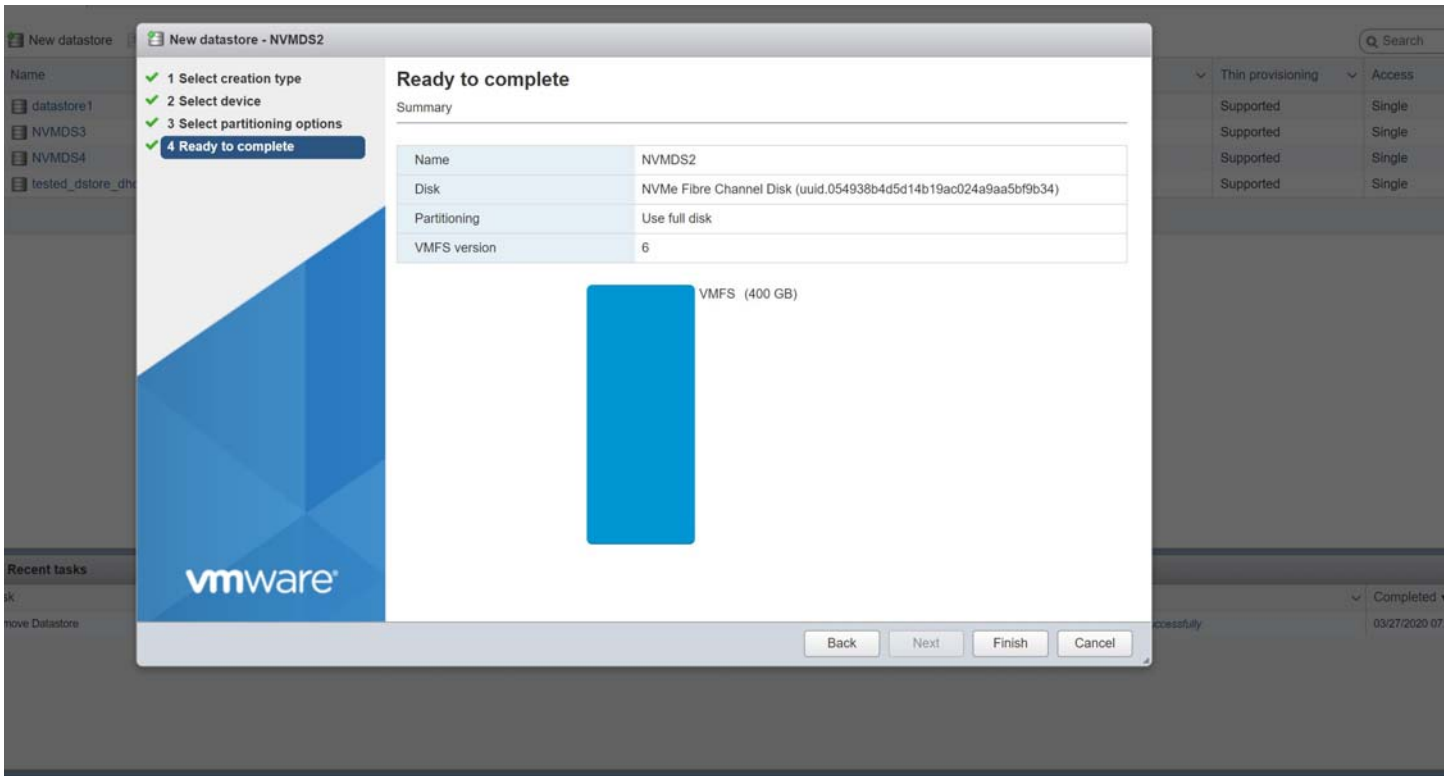 New datastore
Search
Name
Thin provisioning
Access
datastore1
Supported
Single
NVMDS3
Supported
Single
NVMDS4
Supported
Single
Supported
Single
New datastore - NVMDS2
1 Select creation type
2 Select device
3 Select partitioning options
4 Ready to complete
Ready to complete
Summary
Name NVMDS2
Disk NVMe Fibre Channel Disk (uuid.054938b4d5d14b19ac024a9aa5bf9b34)
Partitioning Use full disk
VMFS version 6
VMFS (400 GB)
vmware
Back
Next
Finish
Cancel
Recent tasks
Completed
Datastore
03/27/2020 07